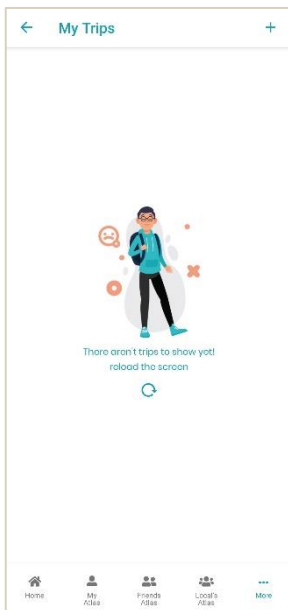 My Trips
There aren't trips to show yet!
reload the screen
Home
My
Atlas
Friends
Atlas
Local's
Atlas
More